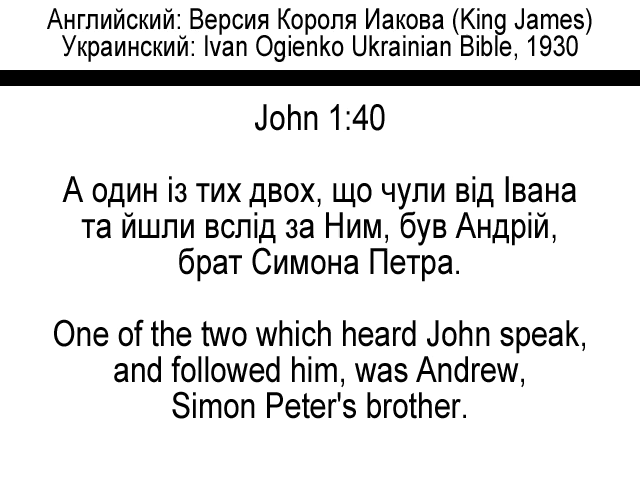 Английский: Версия Короля Иакова (King James)
Украинский: Ivan Ogienko Ukrainian Bible, 1930
John 1:40
А один із тих двох, що чули від Івана
та йшли вслід за Ним, був Андрій,
брат Симона Петра.
One of the two which heard John speak,
and followed him, was Andrew,
Simon Peter's brother.